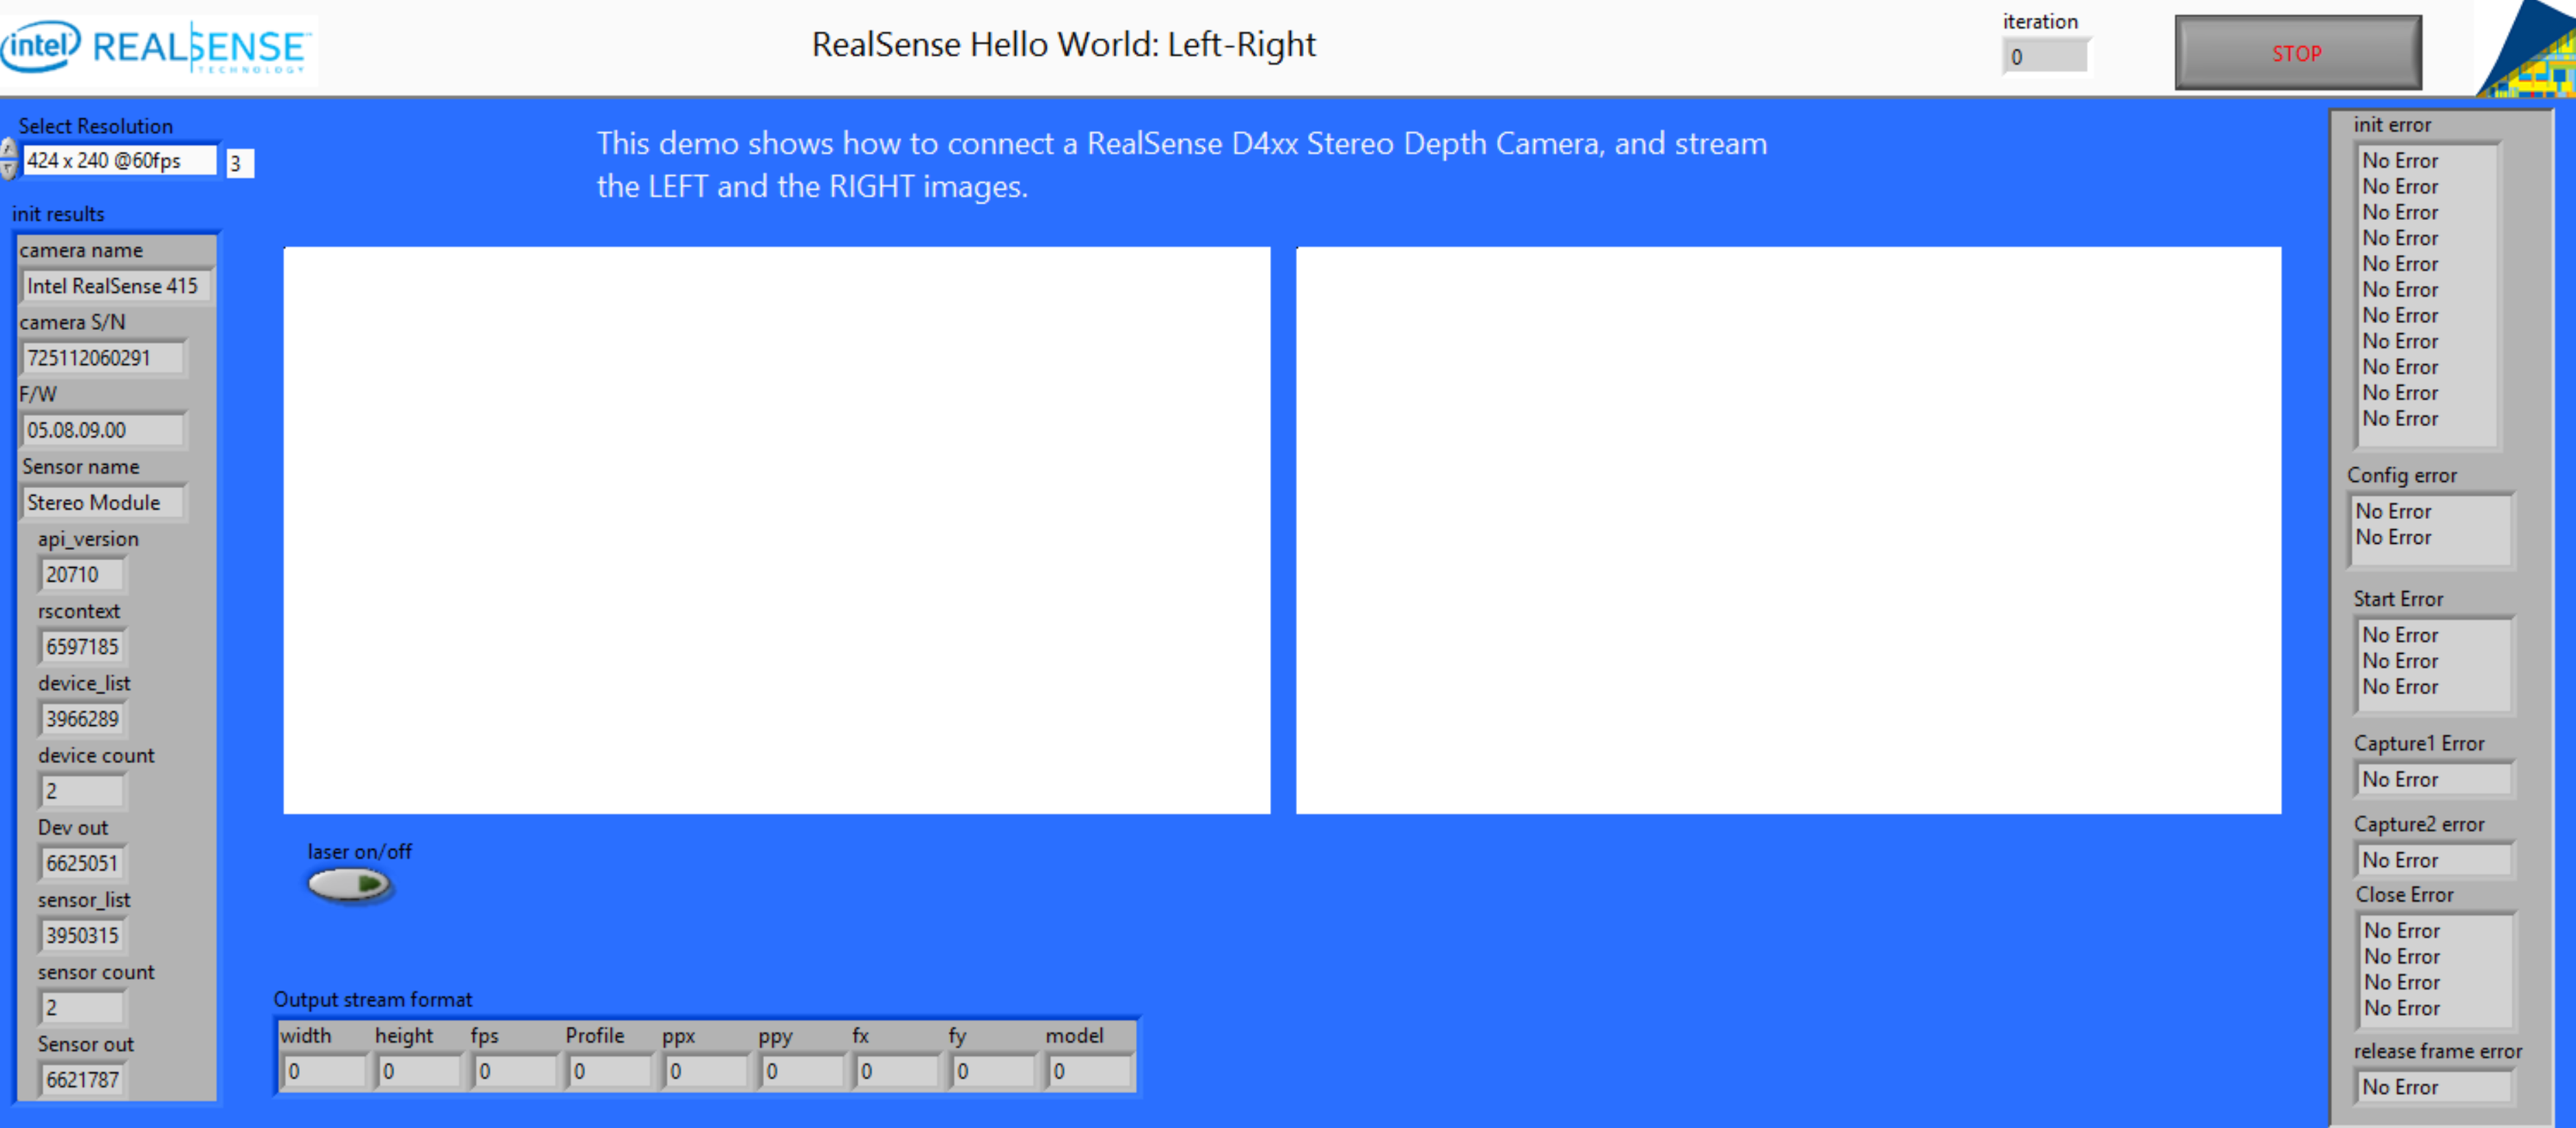 intel REALSENSE
TECHNOLOGY
RealSense Hello World: Left-Right
iteration
0
STOP
Select Resolution
424 x 240 @60fps 3
This demo shows how to connect a RealSense D4xx Stereo Depth Camera, and stream
the LEFT and the RIGHT images.
init results
camera name
Intel RealSense 415
camera S/N
725112060291
F/W
05.08.09.00
Sensor name
Stereo Module
api_version
20710
rscontext
6597185
device_list
3966289
device count
2
Dev out
6625051
sensor_list
3950315
sensor count
2
Sensor out
6621787
laser on/off
Output stream format
width height fps Profile ppx ppy fx fy model
0 0 0 0 0 0 0 0 0
init error
No Error
No Error
No Error
No Error
No Error
No Error
No Error
No Error
No Error
No Error
No Error
Config error
No Error
No Error
Start Error
No Error
No Error
No Error
Capture1 Error
No Error
Capture2 error
No Error
Close Error
No Error
No Error
No Error
No Error
release frame error
No Error